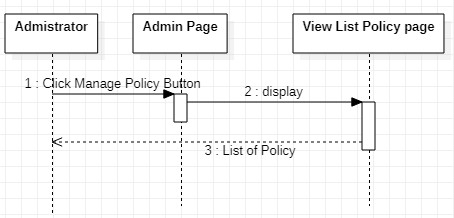 Admistrator
Admin Page
View List Policy page
1 : Click Manage Policy Button
2 : display
3 : List of Policy